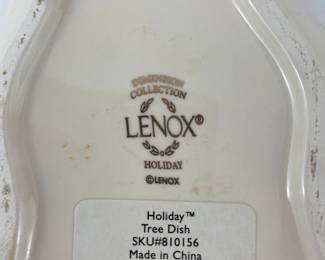 DIMENSION
COLLECTION
LENOX®
HOLIDAY
©LENOX
Holiday™
Tree Dish
SKU#810156
Made in China